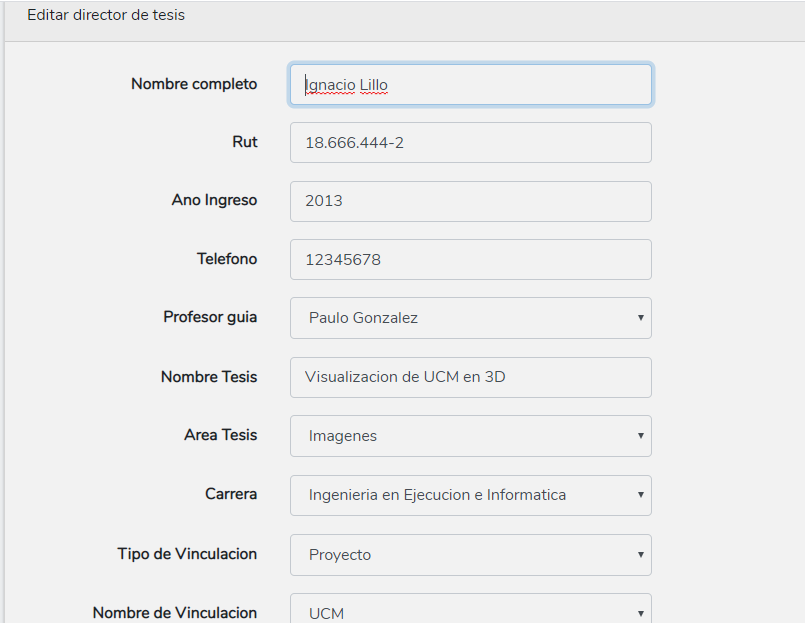 Editar director de tesis
Nombre completo Ignacio Lillo
Rut 18.666.444-2
Ano Ingreso 2013
Telefono 12345678
Profesor guia Paulo Gonzalez
Nombre Tesis Visualizacion de UCM en 3D
Area Tesis Imagenes
Carrera Ingenieria en Ejecucion e Informatica
Tipo de Vinculacion Proyecto
Nombre de Vinculacion UCM